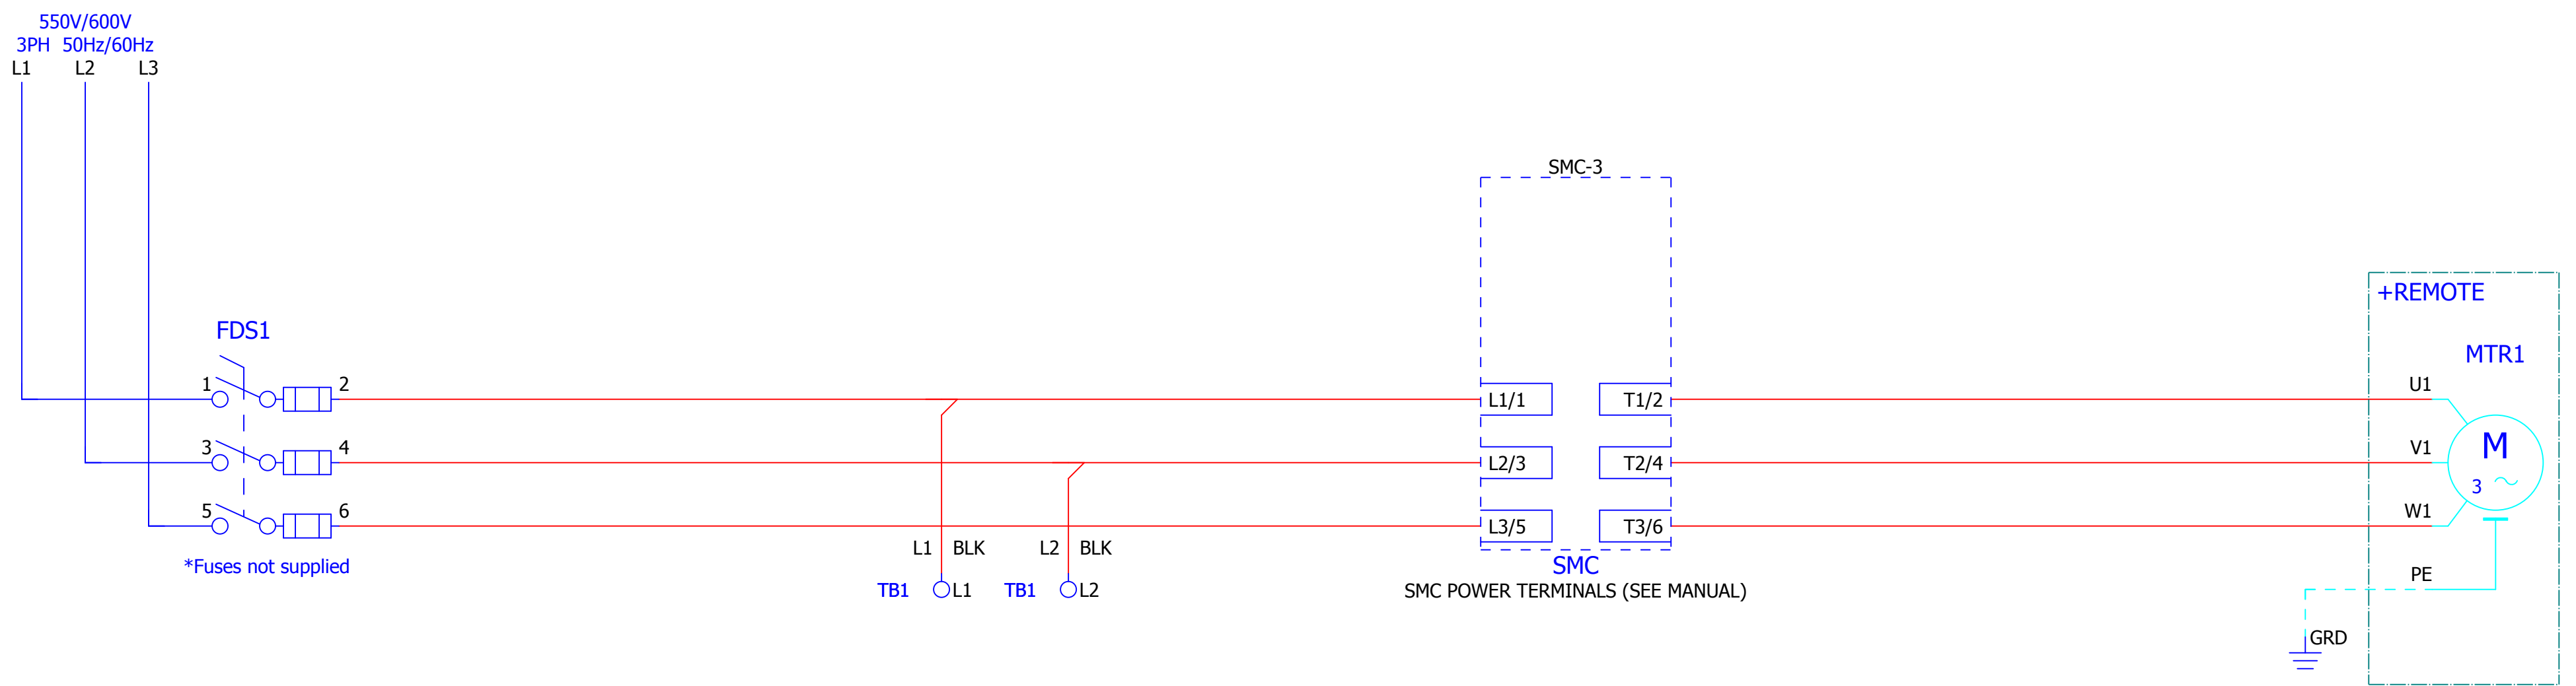 550V/600V
3PH 50Hz/60Hz
L1 L2 L3
SMC-3
+REMOTE
FDS1
MTR1
1 2 L1/1 T1/2 U1
3 4 L2/3 T2/4 V1
M
3
5 6 L3/5 T3/6 W1
L1 BLK L2 BLK
*Fuses not supplied
SMC
PE
TB1 L1 TB1 L2
SMC POWER TERMINALS (SEE MANUAL)
GRD